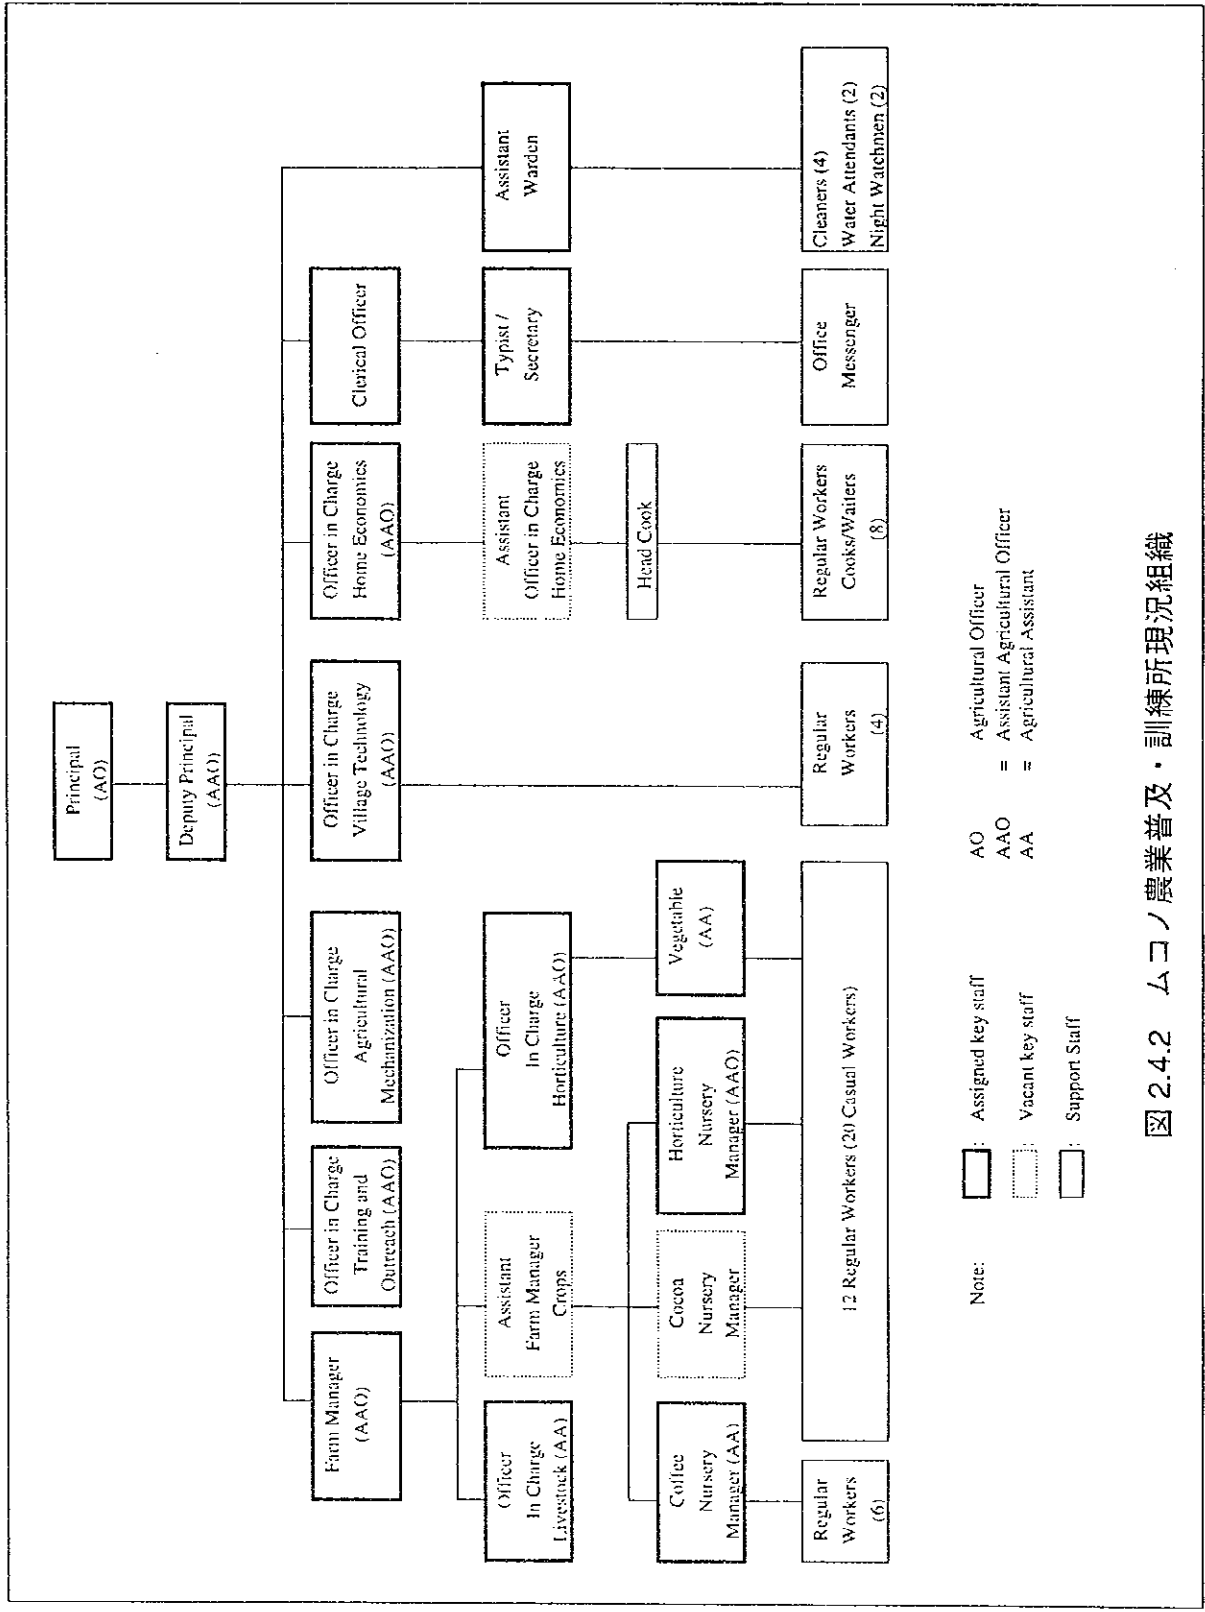 Principal
(AO)
Deputy Principal
(AAO)
Farm Manager
(AAO)
Officer in Charge
Training and
Outreach (AAO)
Officer in Charge
Agricultural
Mechanization (AAO)
Officer in Charge
Village Technology
(AAO)
Officer in Charge
Home Economics
(AAO)
Clerical Officer
Officer
In Charge
Livestock (AA)
Assistant
Farm Manager
Crops
Officer
In Charge
Horticulture (AAO)
Assistant
Officer in Charge
Home Economics
Typist /
Secretary
Assistant
Warden
Head Cook
Coffee
Nursery
Manager (AA)
Cocoa
Nursery
Manager
Horticulture
Nursery
Manager (AAO)
Vegetable
(AA)
Regular
Workers
(6)
12 Regular Workers (20 Casual Workers)
Regular
Workers
(4)
Regular Workers
Cooks/Waiters
(8)
Office
Messenger
Cleaners (4)
Water Attendants (2)
Night Watchmen (2)
Note:
: Assigned key staff
: Vacant key staff
: Support Staff
AO Agricultural Officer
AAO = Assistant Agricultural Officer
AA = Agricultural Assistant
図 2.4.2 ムコノ農業普及・訓練所現況組織